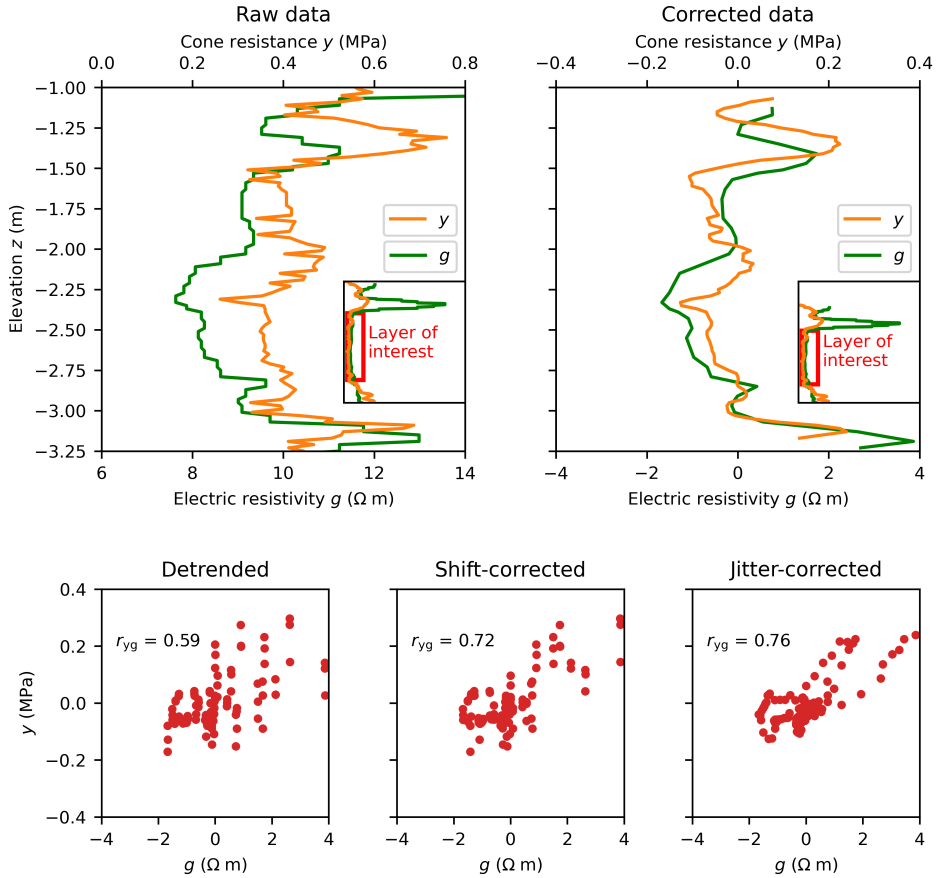 Raw data
Corrected data
Cone resistance y (MPa)
Cone resistance y (MPa)
0.0 0.2 0.4 0.6 0.8
−0.4 −0.2 0.0 0.2 0.4
−1.00
−1.25
−1.50
−1.75
−2.00
−2.25
−2.50
−2.75
−3.00
−3.25
Elevation z (m)
y
g
Layer of
interest
y
g
Layer of
interest
6 8 10 12 14
−4 −2 0 2 4
Electric resistivity g (Ω m)
Electric resistivity g (Ω m)
Detrended
Shift-corrected
Jitter-corrected
0.4
0.2
0.0
−0.2
−0.4
y (MPa)
ryg = 0.59
ryg = 0.72
ryg = 0.76
−4 −2 0 2 4
−4 −2 0 2 4
−4 −2 0 2 4
g (Ω m)
g (Ω m)
g (Ω m)